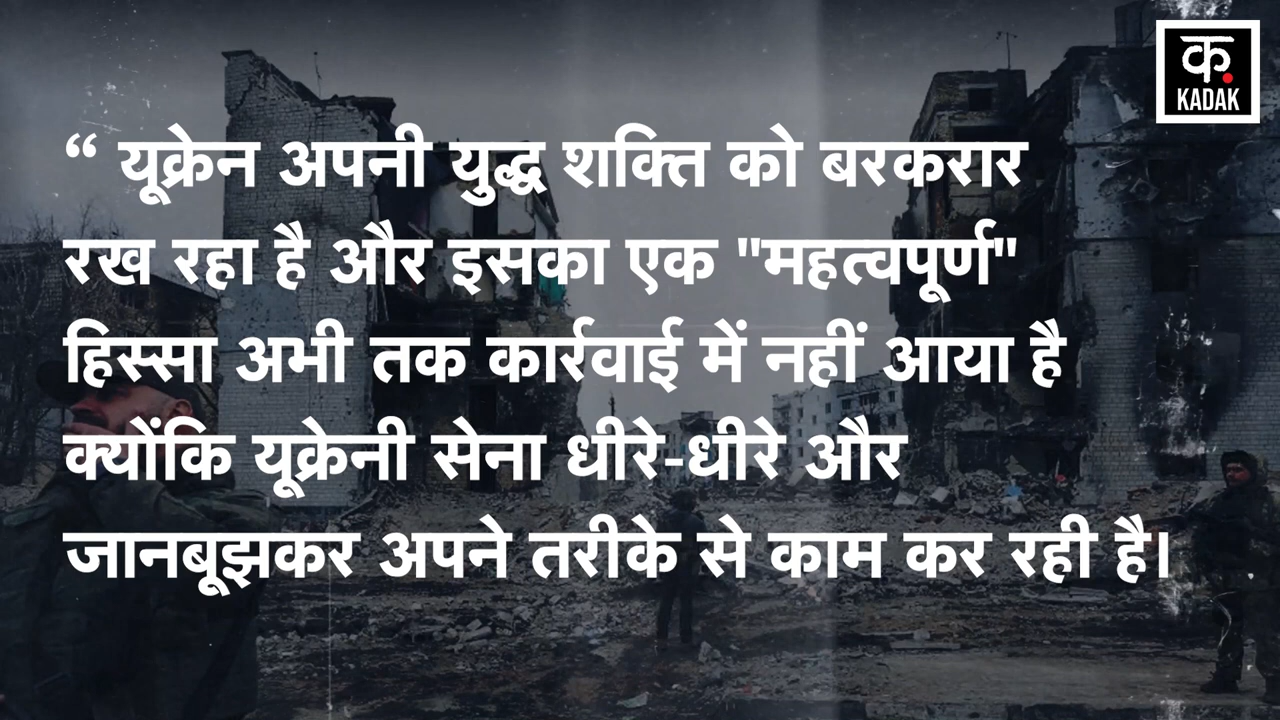 क.
KADAK
“ यूक्रेन अपनी युद्ध शक्ति को बरकरार
रख रहा है और इसका एक "महत्वपूर्ण"
हिस्सा अभी तक कार्रवाई में नहीं आया है
क्योंकि यूक्रेनी सेना धीरे-धीरे और
जानबूझकर अपने तरीके से काम कर रही है।